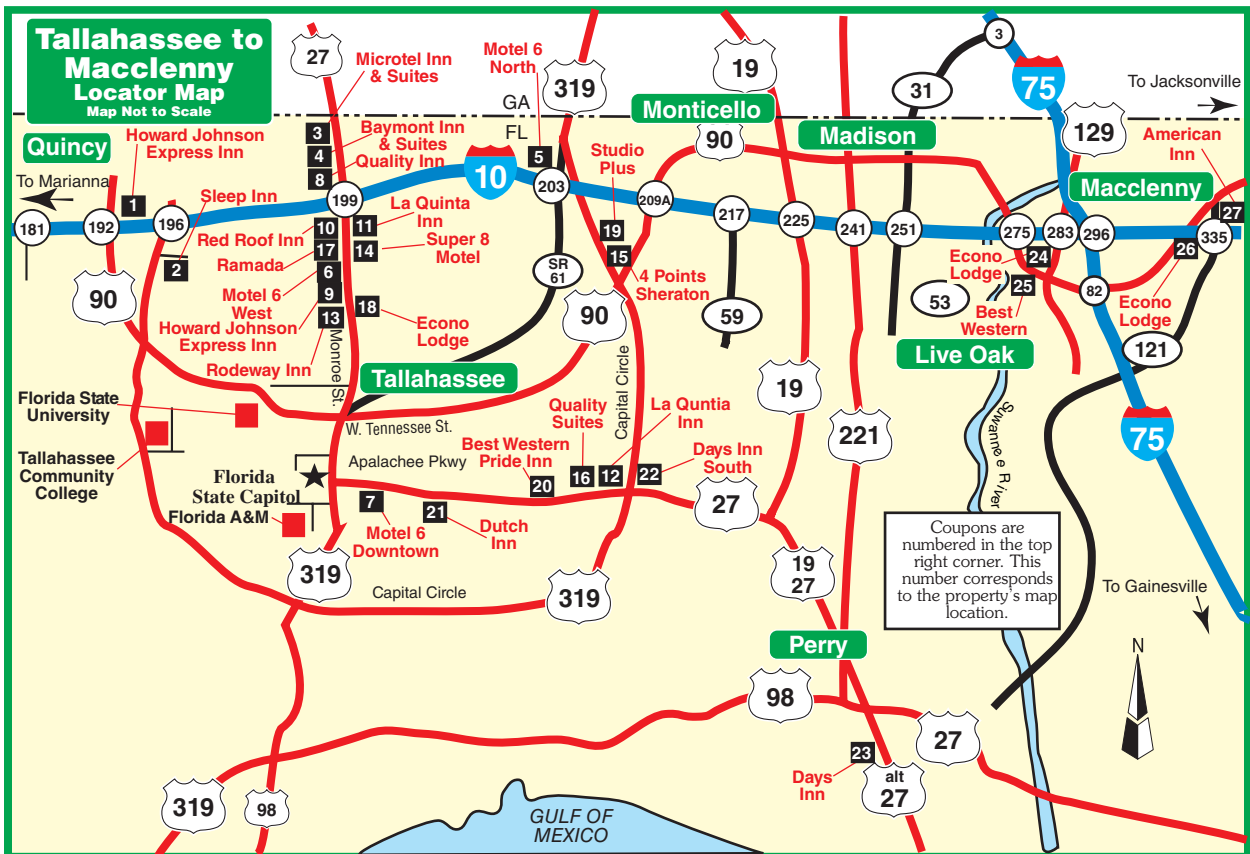 Tallahassee to
Macclenny
Locator Map
Map Not to Scale
27
Microtel Inn
& Suites
Motel 6
North
319
19
31
3
75
To Jacksonville
GA
FL
Monticello
Madison
90
129
American
Inn
Quincy
Howard Johnson
Express Inn
3
Baymont Inn
& Suites
4
Quality Inn
8
5
Studio
Plus
Macclenny
To Marianna
1
Sleep Inn
10
199
203
209A
27
181
192
196
217
225
241
251
275
283
296
335
Red Roof Inn
10
11
La Quinta
Inn
19
26
Ramada
17
14
Super 8
Motel
15
Econo
Lodge
24
2
Motel 6
West
6
SR
61
4 Points
Sheraton
25
82
90
Howard Johnson
Express Inn
9
18
Econo
Lodge
90
59
53
Best
Western
Econo
Lodge
13
Rodeway Inn
Monroe St.
Capital Circle
Live Oak
121
Tallahassee
19
Florida State
University
W. Tennessee St.
Quality
Suites
La Quntia
Inn
221
Suwannee River
75
Tallahassee
Community
College
Apalachee Pkwy
Best Western
Pride Inn
16
12
22
Days Inn
South
Florida
State Capitol
20
27
Florida A&M
7
Motel 6
Downtown
21
Dutch
Inn
Coupons are
numbered in the top
right corner. This
number corresponds
to the property's map
location.
319
Capital Circle
319
19
27
To Gainesville
Perry
N
98
27
23
Days
Inn
alt
27
319
98
GULF OF
MEXICO